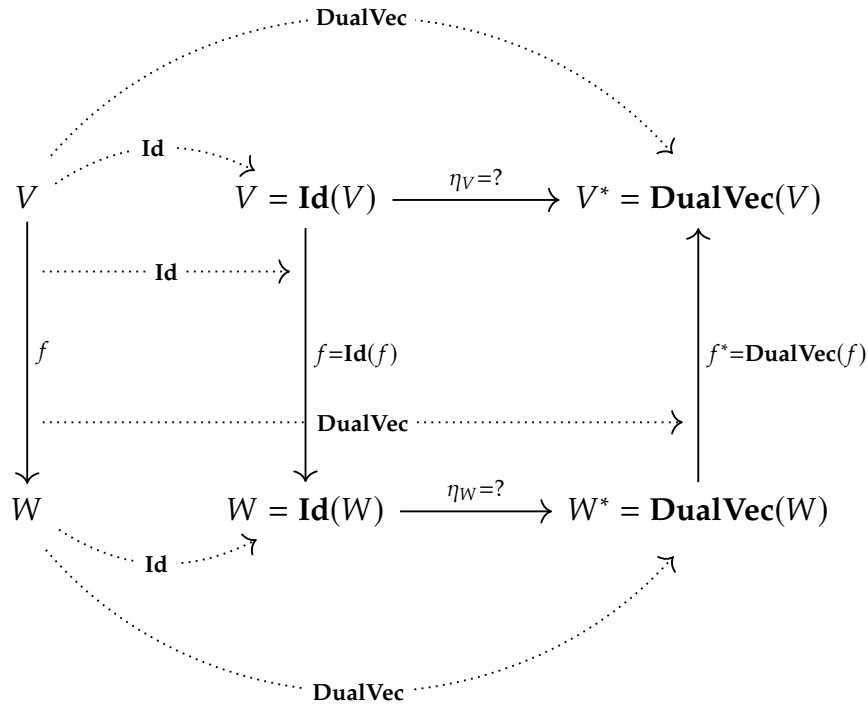 DualVec
Id
V V = Id(V) η_V=? V* = DualVec(V)
Id
f f=Id(f) f*=DualVec(f)
DualVec
W W = Id(W) η_W=? W* = DualVec(W)
Id
DualVec